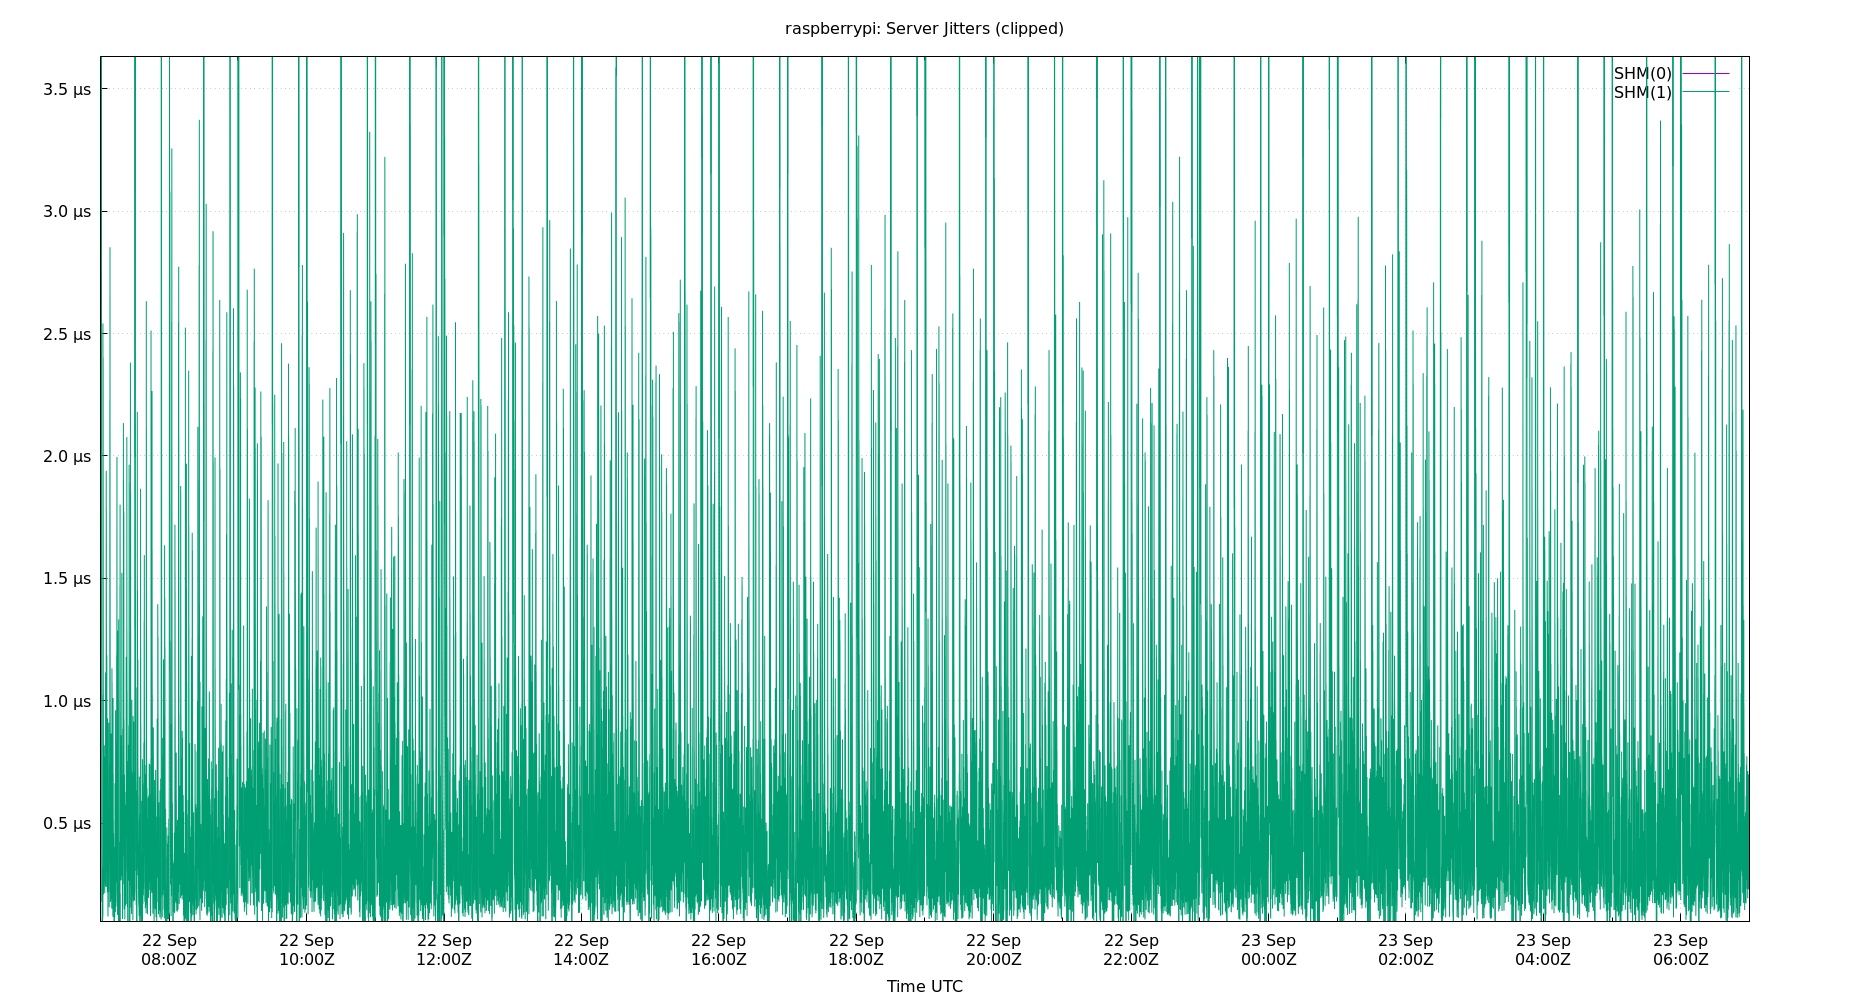 raspberrypi: Server Jitters (clipped)
SHM(0)
SHM(1)
3.5 µs
3.0 µs
2.5 µs
2.0 µs
1.5 µs
1.0 µs
0.5 µs
22 Sep 22 Sep 22 Sep 22 Sep 22 Sep 22 Sep 22 Sep 22 Sep 23 Sep 23 Sep 23 Sep 23 Sep
08:00Z 10:00Z 12:00Z 14:00Z 16:00Z 18:00Z 20:00Z 22:00Z 00:00Z 02:00Z 04:00Z 06:00Z
Time UTC